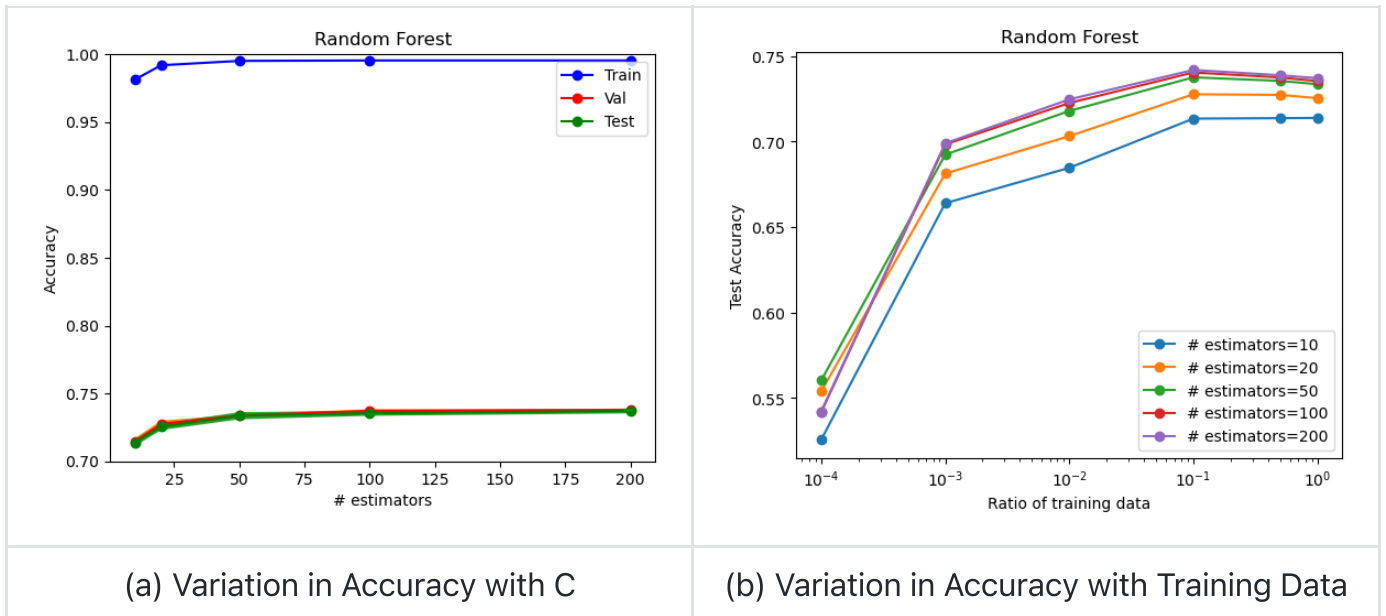 Random Forest
1.00
0.95
0.90
0.85
0.80
0.75
0.70
Accuracy
Train
Val
Test
25 50 75 100 125 150 175 200
# estimators
(a) Variation in Accuracy with C
Random Forest
0.75
0.70
0.65
0.60
0.55
Test Accuracy
# estimators=10
# estimators=20
# estimators=50
# estimators=100
# estimators=200
10⁻⁴ 10⁻³ 10⁻² 10⁻¹ 10⁰
Ratio of training data
(b) Variation in Accuracy with Training Data